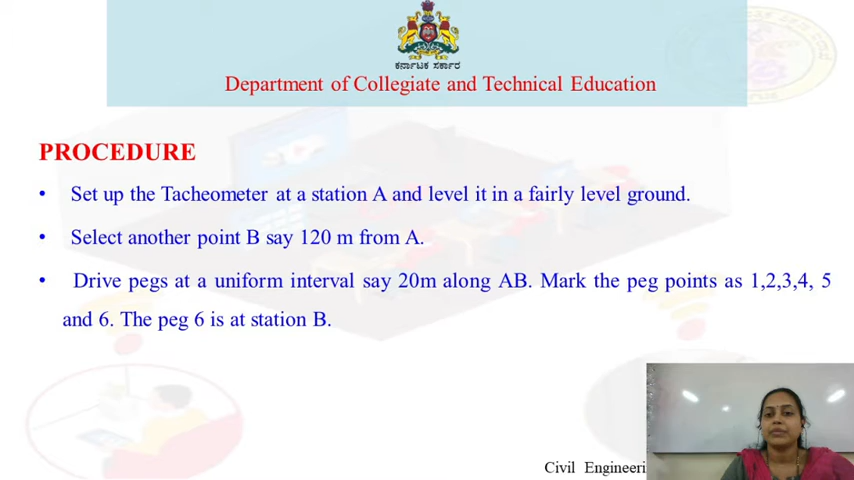 ಕರ್ನಾಟಕ ಸರ್ಕಾರ
Department of Collegiate and Technical Education
PROCEDURE
• Set up the Tacheometer at a station A and level it in a fairly level ground.
• Select another point B say 120 m from A.
• Drive pegs at a uniform interval say 20m along AB. Mark the peg points as 1,2,3,4, 5
and 6. The peg 6 is at station B.
Civil Engineeri